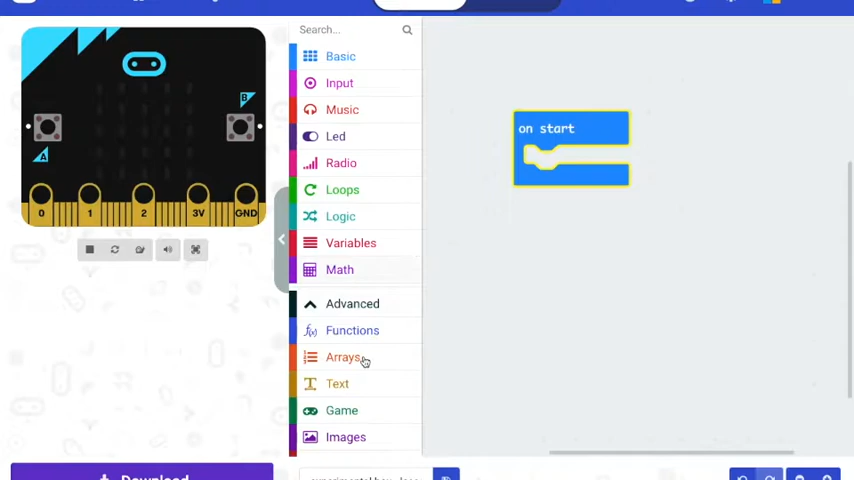 Search...
Basic
Input
Music
Led
Radio
Loops
Logic
Variables
Math
Advanced
Functions
Arrays
Text
Game
Images
on start
A
B
0
1
2
3V
GND
Download